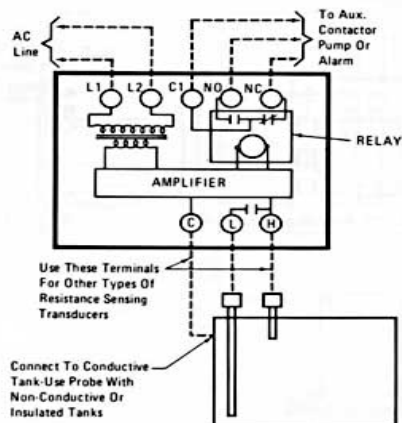 AC
Line
To Aux.
Contactor
Pump Or
Alarm
L1 L2 C1 NO NC
RELAY
AMPLIFIER
C L H
Use These Terminals
For Other Types Of
Resistance Sensing
Transducers
Connect To Conductive
Tank-Use Probe With
Non-Conductive Or
Insulated Tanks